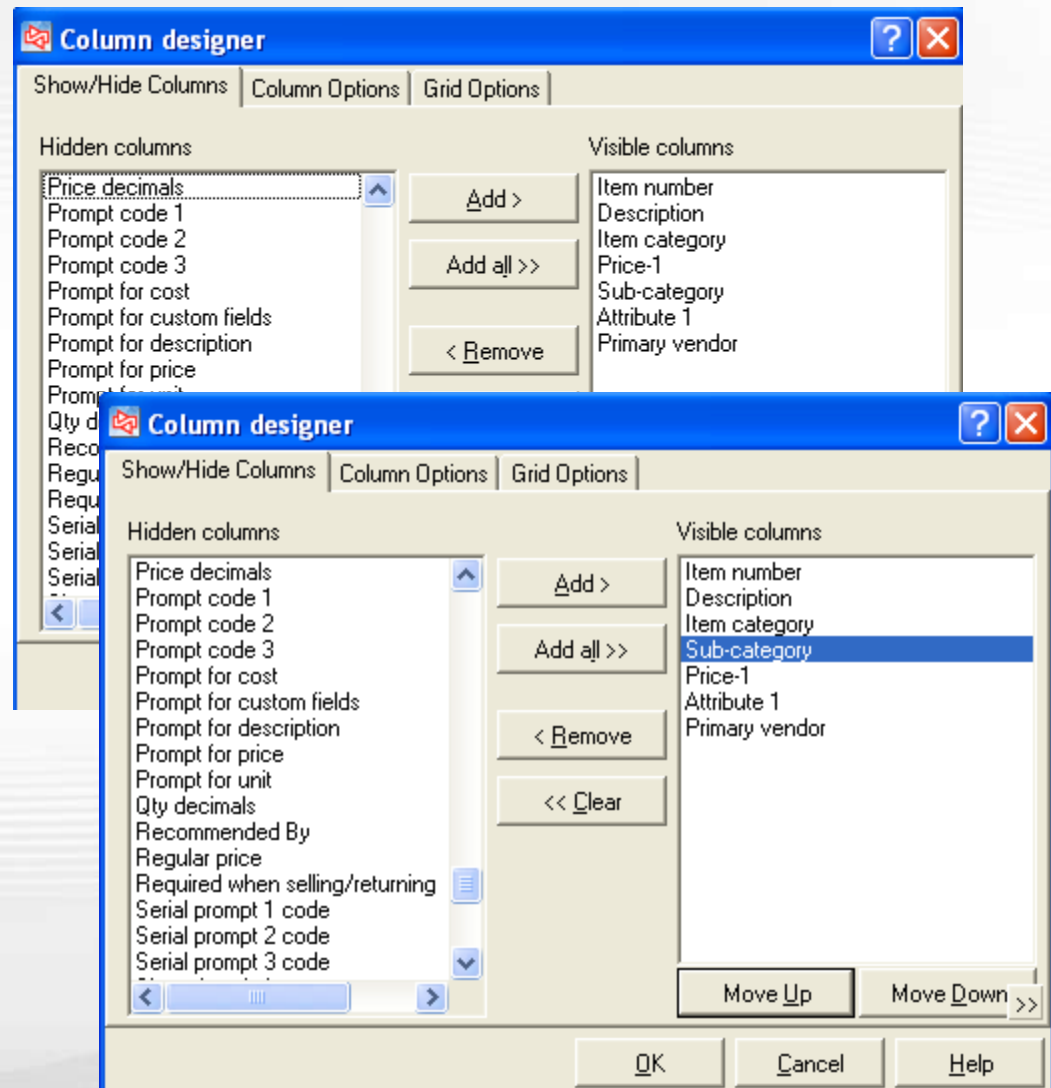 Column designer
Show/Hide Columns
Column Options
Grid Options
Hidden columns
Visible columns
Price decimals
Prompt code 1
Prompt code 2
Prompt code 3
Prompt for cost
Prompt for custom fields
Prompt for description
Prompt for price
Qty d
Reco
Regu
Requ
Serial
Serial
Serial
Add >
Add all >>
< Remove
Item number
Description
Item category
Price-1
Sub-category
Attribute 1
Primary vendor
Column designer
Show/Hide Columns
Column Options
Grid Options
Hidden columns
Visible columns
Price decimals
Prompt code 1
Prompt code 2
Prompt code 3
Prompt for cost
Prompt for custom fields
Prompt for description
Prompt for price
Prompt for unit
Qty decimals
Recommended By
Regular price
Required when selling/returning
Serial prompt 1 code
Serial prompt 2 code
Serial prompt 3 code
Add >
Add all >>
< Remove
<< Clear
Item number
Description
Item category
Sub-category
Price-1
Attribute 1
Primary vendor
Move Up
Move Down
>>
OK
Cancel
Help